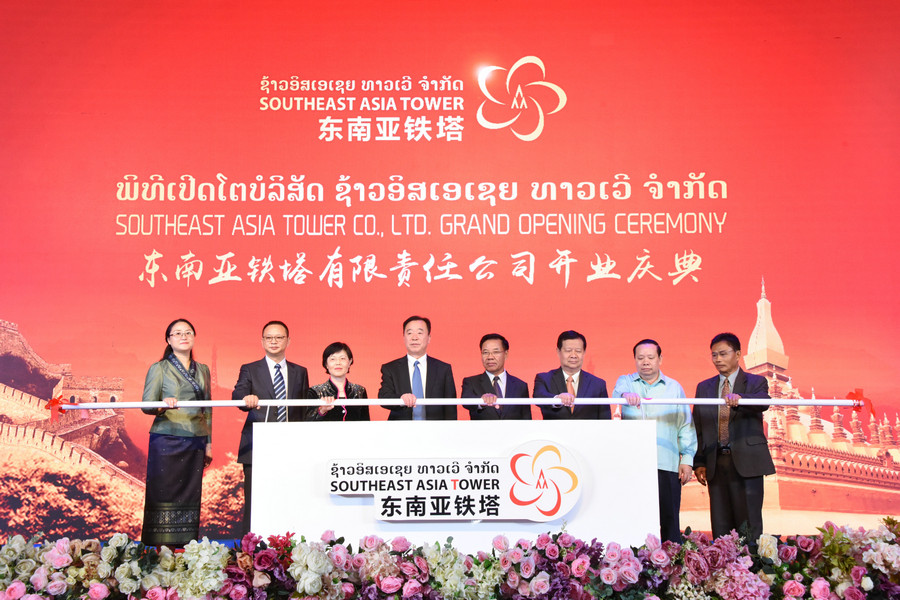 ຊ້າວອິສເອເຊຍ ທາວເວີ ຈຳກັດ
SOUTHEAST ASIA TOWER
东南亚铁塔
ພິທີເປີດໂຕບໍລິສັດ ຊ້າວອິສເອເຊຍ ທາວເວີ ຈຳກັດ
SOUTHEAST ASIA TOWER CO., LTD. GRAND OPENING CEREMONY
东南亚铁塔有限责任公司开业庆典
ຊ້າວອິສເອເຊຍ ທາວເວີ ຈຳກັດ
SOUTHEAST ASIA TOWER
东南亚铁塔